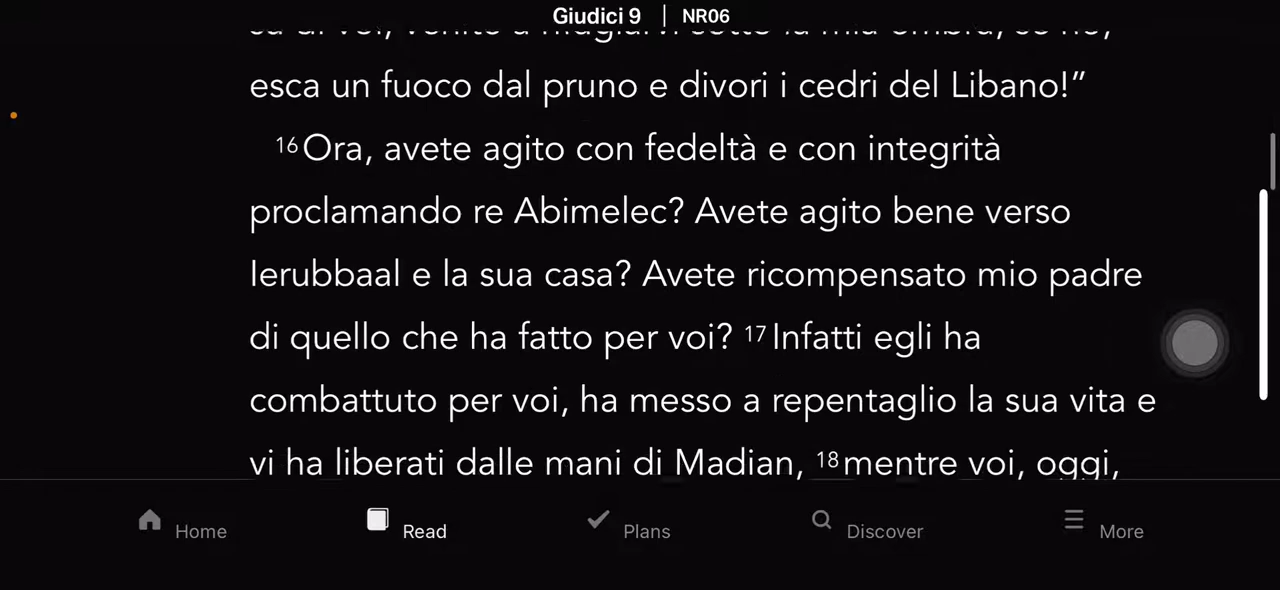 Giudici 9 | NR06
esca un fuoco dal pruno e divori i cedri del Libano!”
16 Ora, avete agito con fedeltà e con integrità
proclamando re Abimelec? Avete agito bene verso
Ierubbaal e la sua casa? Avete ricompensato mio padre
di quello che ha fatto per voi? 17 Infatti egli ha
combattuto per voi, ha messo a repentaglio la sua vita e
vi ha liberati dalle mani di Madian, 18 mentre voi, oggi,
Home Read Plans Discover More